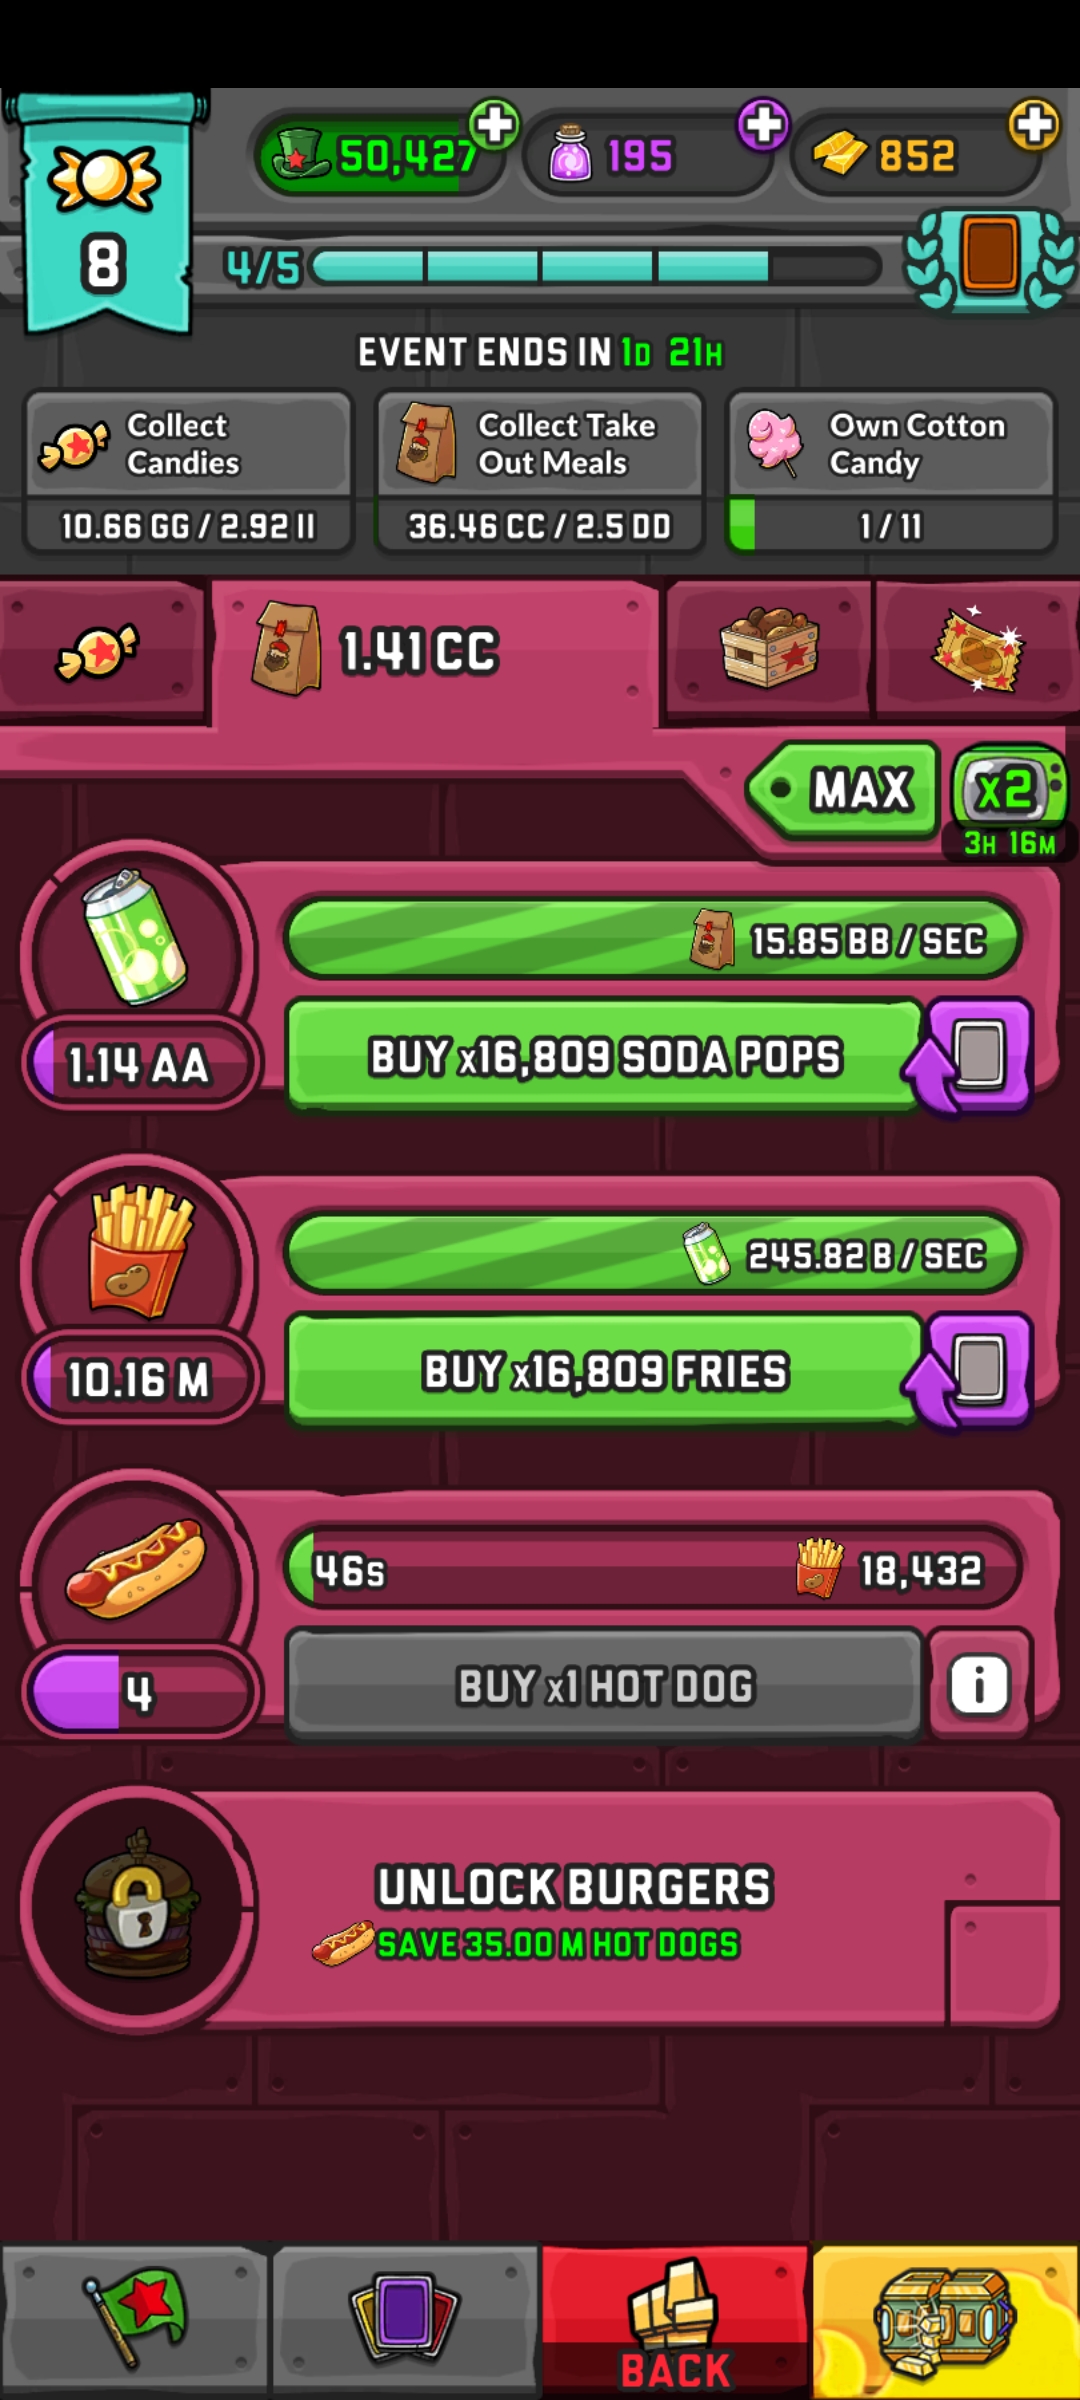 50,427
195
852
8
4/5
EVENT ENDS IN 1D 21H
Collect
Candies
10.66 GG / 2.92 II
Collect Take
Out Meals
36.46 CC / 2.5 DD
Own Cotton
Candy
1 / 11
1.41 CC
MAX
x2
3H 16M
15.85 BB / SEC
1.14 AA
BUY x16,809 SODA POPS
245.82 B / SEC
10.16 M
BUY x16,809 FRIES
46s
18,432
4
BUY x1 HOT DOG
i
UNLOCK BURGERS
SAVE 35.00 M HOT DOGS
BACK